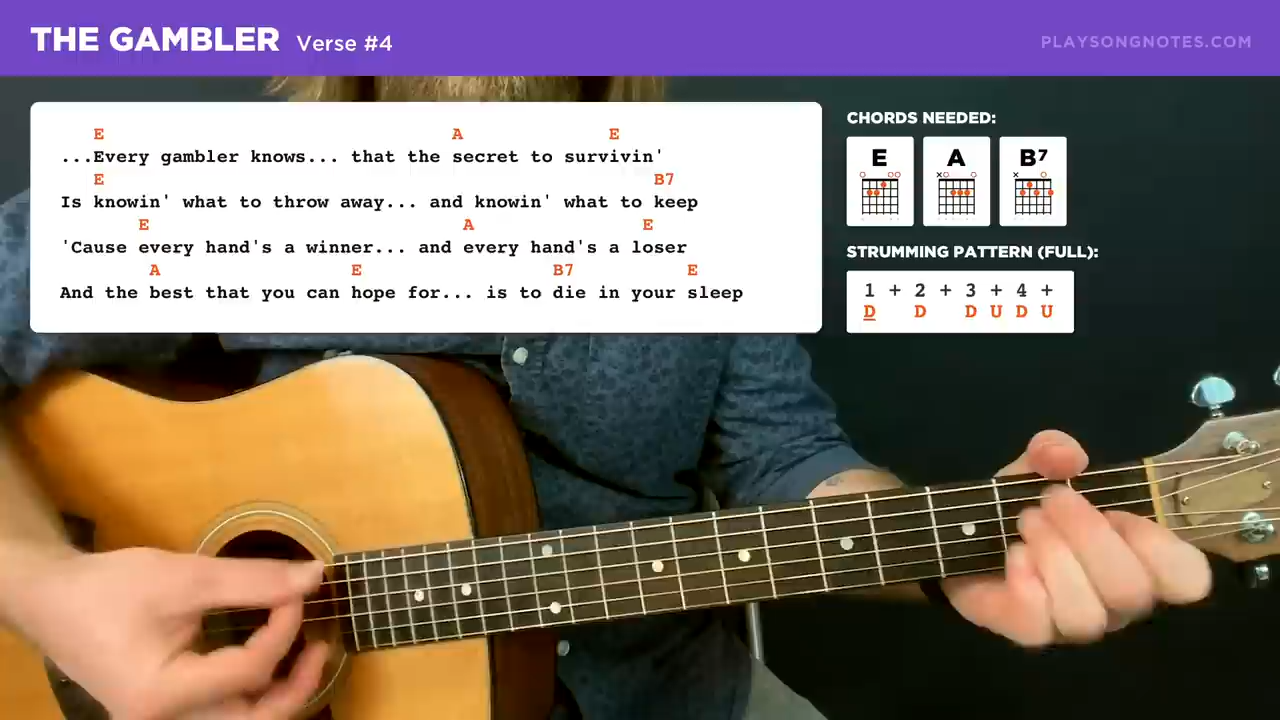 THE GAMBLER Verse #4
PLAYSONGNOTES.COM
E A E
...Every gambler knows... that the secret to survivin'
E B7
Is knowin' what to throw away... and knowin' what to keep
E A E
'Cause every hand's a winner... and every hand's a loser
A E B7 E
And the best that you can hope for... is to die in your sleep
CHORDS NEEDED:
E A B7
STRUMMING PATTERN (FULL):
1 + 2 + 3 + 4 +
D D D U D U